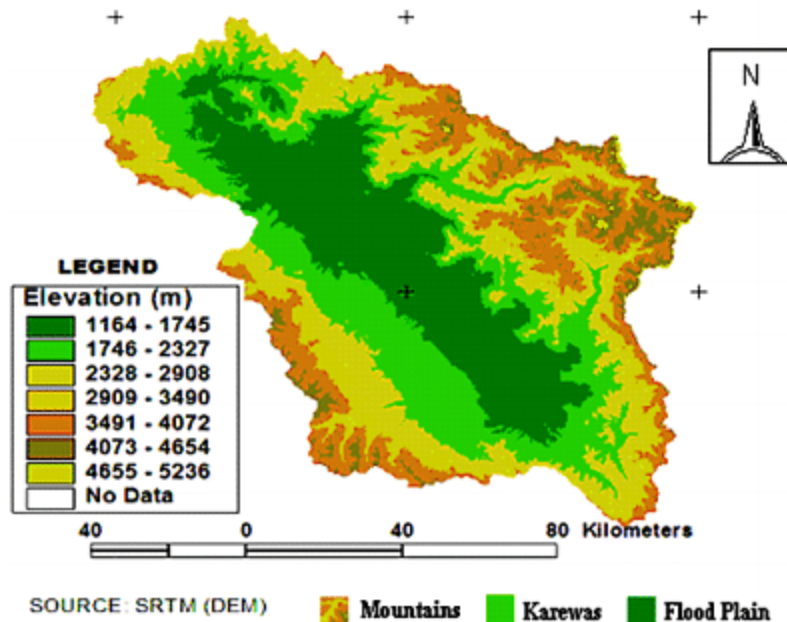 N
LEGEND
Elevation (m)
1164 - 1745
1746 - 2327
2328 - 2908
2909 - 3490
3491 - 4072
4073 - 4654
4655 - 5236
No Data
40 0 40 80 Kilometers
SOURCE: SRTM (DEM) Mountains Karewas Flood Plain